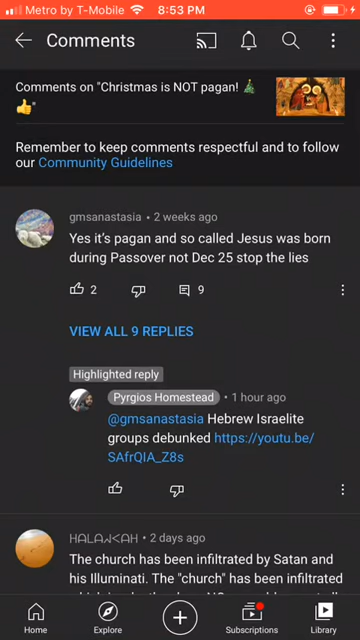 Metro by T-Mobile 8:53 PM
Comments
Comments on "Christmas is NOT pagan! 🎄
👍"
Remember to keep comments respectful and to follow
our Community Guidelines
gmsanastasia • 2 weeks ago
Yes it's pagan and so called Jesus was born
during Passover not Dec 25 stop the lies
2 9
VIEW ALL 9 REPLIES
Highlighted reply
Pyrgios Homestead • 1 hour ago
@gmsanastasia Hebrew Israelite
groups debunked https://youtu.be/
SAfrQIA_Z8s
• 2 days ago
The church has been infiltrated by Satan and
his Illuminati. The "church" has been infiltrated
Home Explore Subscriptions Library